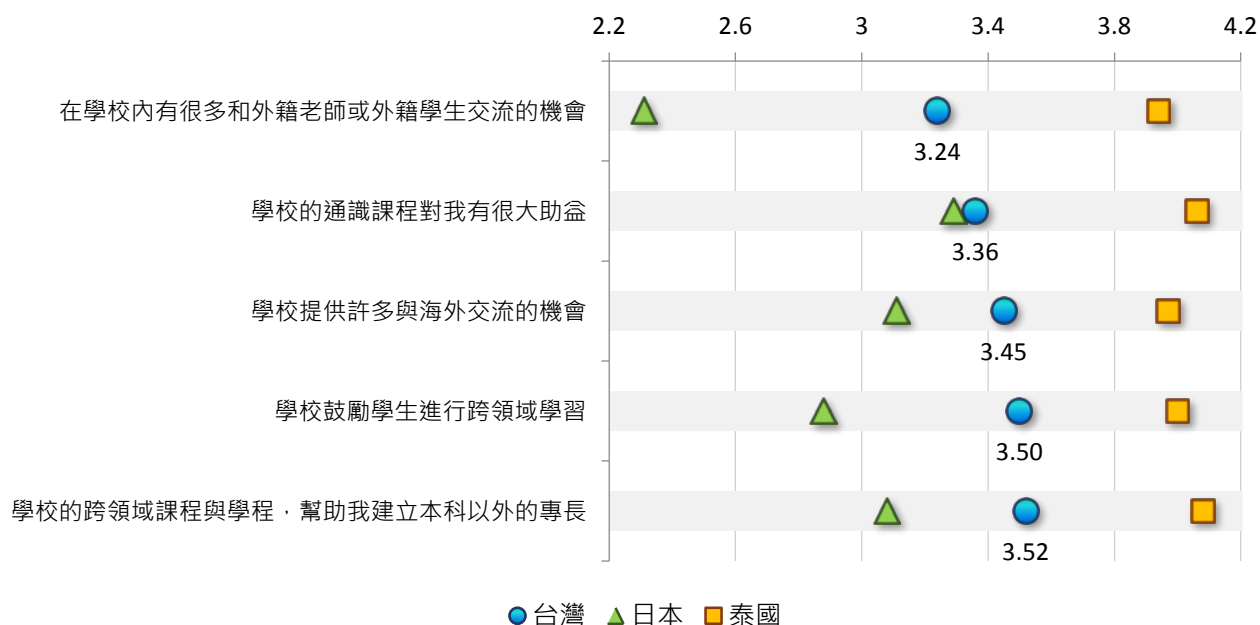 2.2 2.6 3 3.4 3.8 4.2
在學校內有很多和外籍老師或外籍學生交流的機會
3.24
學校的通識課程對我有很大助益
3.36
學校提供許多與海外交流的機會
3.45
學校鼓勵學生進行跨領域學習
3.50
學校的跨領域課程與學程，幫助我建立本科以外的專長
3.52
台灣 日本 泰國